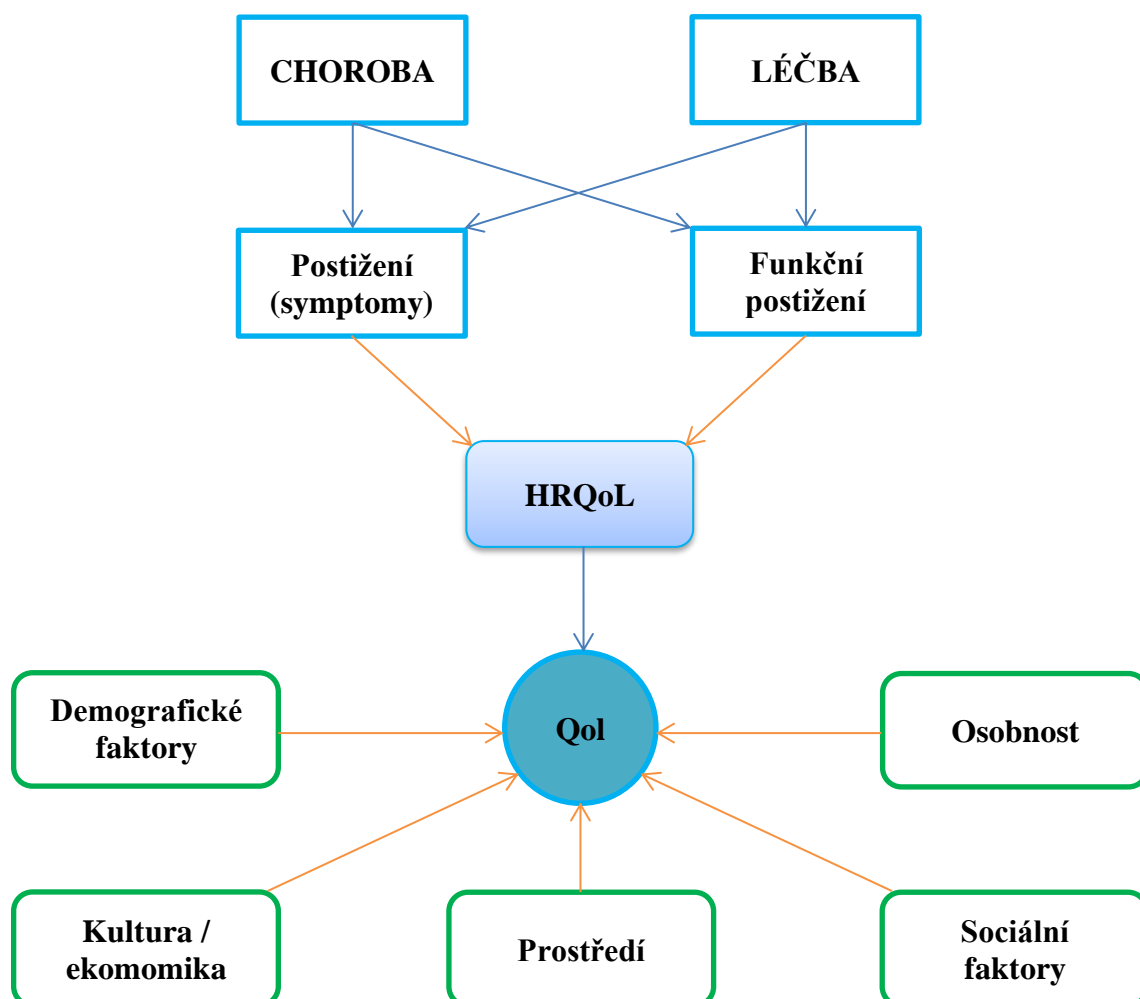 CHOROBA
LÉČBA
Postižení
(symptomy)
Funkční
postižení
HRQoL
Demografické
faktory
Qol
Osobnost
Kultura /
ekomomika
Prostředí
Sociální
faktory